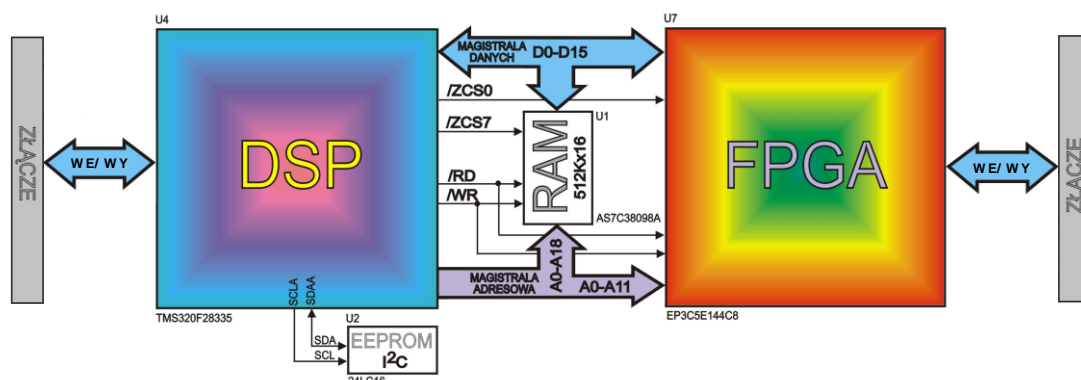 U4
U7
MAGISTRALA
DANYCH
D0-D15
/ZCS0
U1
/ZCS7
ZŁĄCZE
WE/ WY
DSP
RAM
512Kx16
FPGA
WE/ WY
ZŁACZE
/RD
/WR
AS7C38098A
A0-A18
MAGISTRALA
ADRESOWA
A0-A11
SCLA
SDAA
TMS320F28335
U2
EP3C5E144C8
SDA
SCL
EEPROM
I²C
24LC16